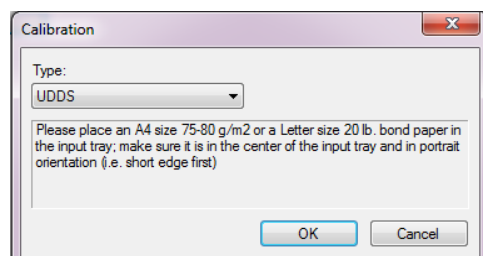 Calibration
Type:
UDDS
Please place an A4 size 75-80 g/m2 or a Letter size 20 lb. bond paper in
the input tray; make sure it is in the center of the input tray and in portrait
orientation (i.e. short edge first)
OK
Cancel